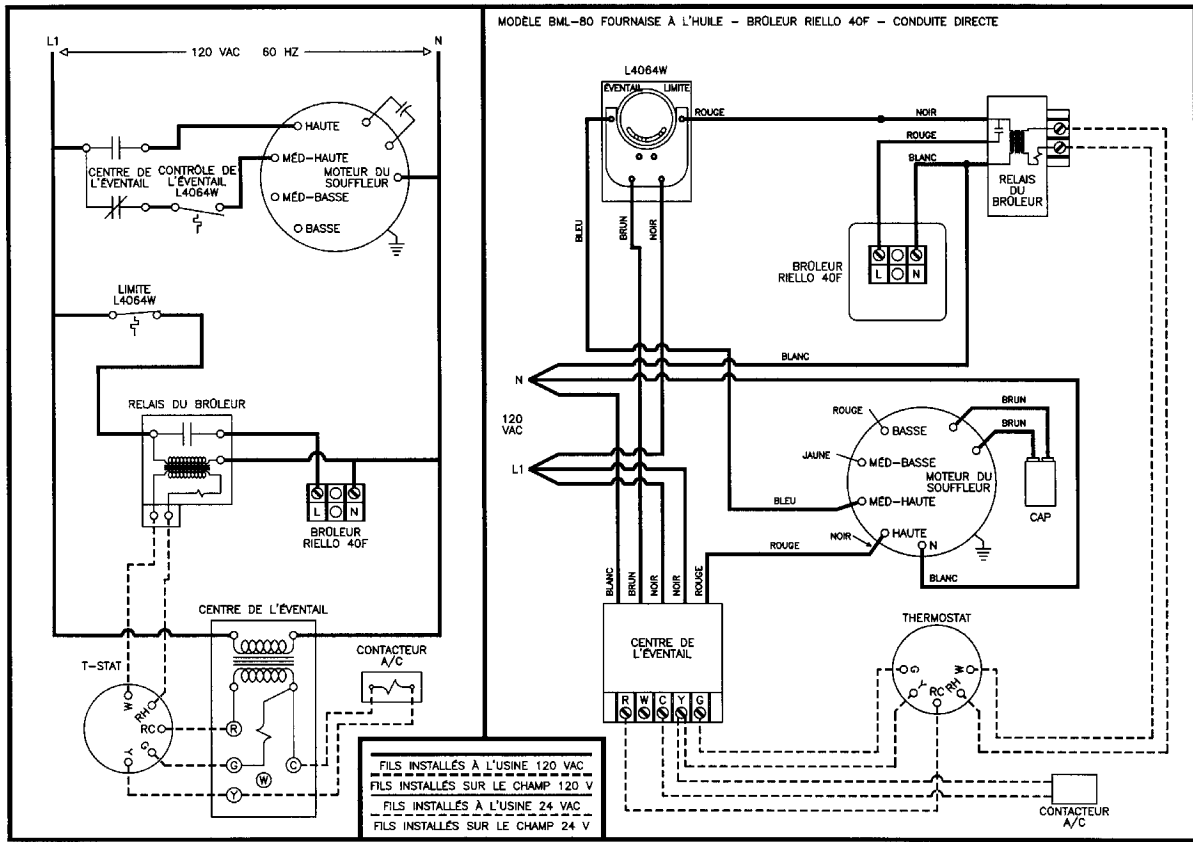 L1
120 VAC 60 HZ
N
HAUTE
MÉD-HAUTE
MOTEUR DU
SOUFFLEUR
MÉD-BASSE
BASSE
CENTRE DE
L'ÉVENTAIL
CONTRÔLE DE
L'ÉVENTAIL
L4064W
LIMITE
L4064W
RELAIS DU BRÛLEUR
L
N
BRÛLEUR
RIELLO 40F
CENTRE DE L'ÉVENTAIL
CONTACTEUR
A/C
T-STAT
W
RH
RC
G
Y
R
G
W
C
Y
FILS INSTALLÉS À L'USINE 120 VAC
FILS INSTALLÉS SUR LE CHAMP 120 V
FILS INSTALLÉS À L'USINE 24 VAC
FILS INSTALLÉS SUR LE CHAMP 24 V
MODÈLE BML-80 FOURNAISE À L'HUILE - BRÛLEUR RIELLO 40F - CONDUITE DIRECTE
L4064W
ÉVENTAIL
LIMITE
ROUGE
NOIR
ROUGE
BLANC
RELAIS
DU
BRÛLEUR
BLEU
BRUN
NOIR
BRÛLEUR
RIELLO 40F
L
N
BLANC
N
120
VAC
L1
ROUGE
BASSE
BRUN
BRUN
JAUNE
MÉD-BASSE
MOTEUR DU
SOUFFLEUR
MÉD-HAUTE
BLEU
CAP
HAUTE
NOIR
N
ROUGE
BLANC
BLANC
BRUN
NOIR
NOIR
ROUGE
CENTRE DE
L'ÉVENTAIL
R W C Y G
THERMOSTAT
G
Y
RC
RH
W
CONTACTEUR
A/C